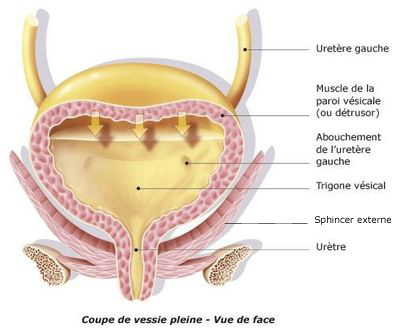 Uretère gauche
Muscle de la
paroi vésicale
(ou détrusor)
Abouchement
de l'uretère
gauche
Trigone vésical
Sphincer externe
Urètre
Coupe de vessie pleine - Vue de face